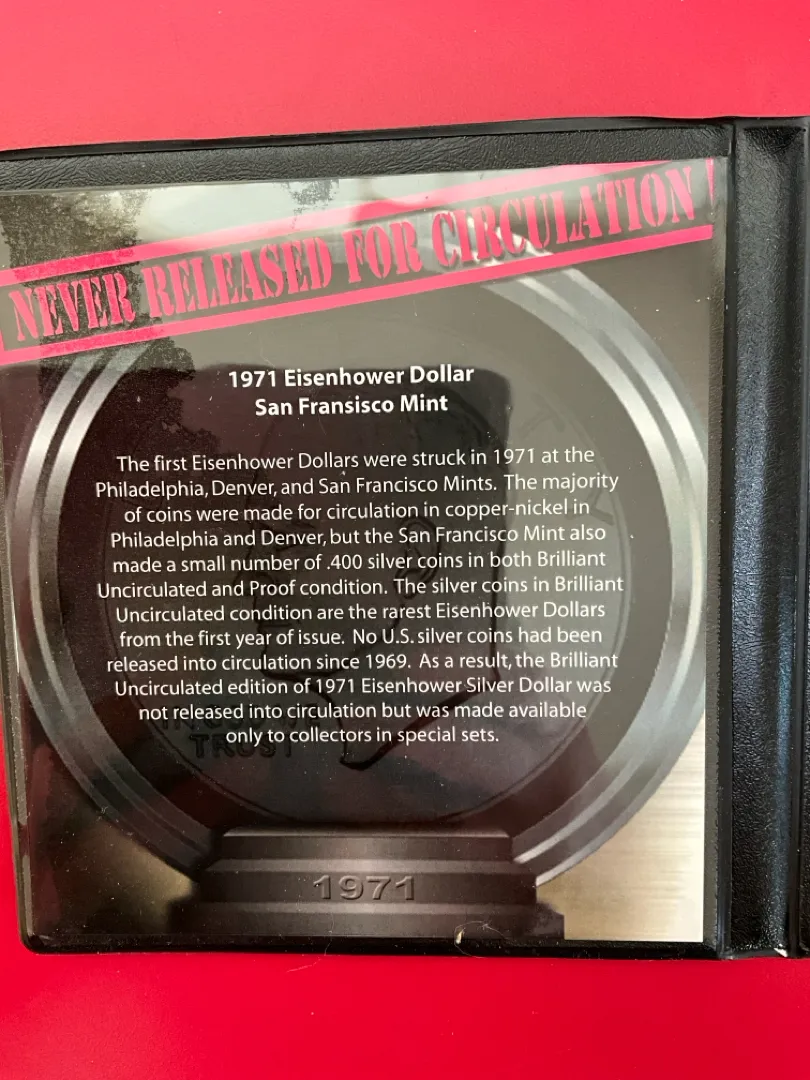 NEVER RELEASED FOR CIRCULATION!
1971 Eisenhower Dollar
San Fransisco Mint
The first Eisenhower Dollars were struck in 1971 at the
Philadelphia, Denver, and San Francisco Mints. The majority
of coins were made for circulation in copper-nickel in
Philadelphia and Denver, but the San Francisco Mint also
made a small number of .400 silver coins in both Brilliant
Uncirculated and Proof condition. The silver coins in Brilliant
Uncirculated condition are the rarest Eisenhower Dollars
from the first year of issue. No U.S. silver coins had been
released into circulation since 1969. As a result, the Brilliant
Uncirculated edition of 1971 Eisenhower Silver Dollar was
not released into circulation but was made available
only to collectors in special sets.
TRUST
1971